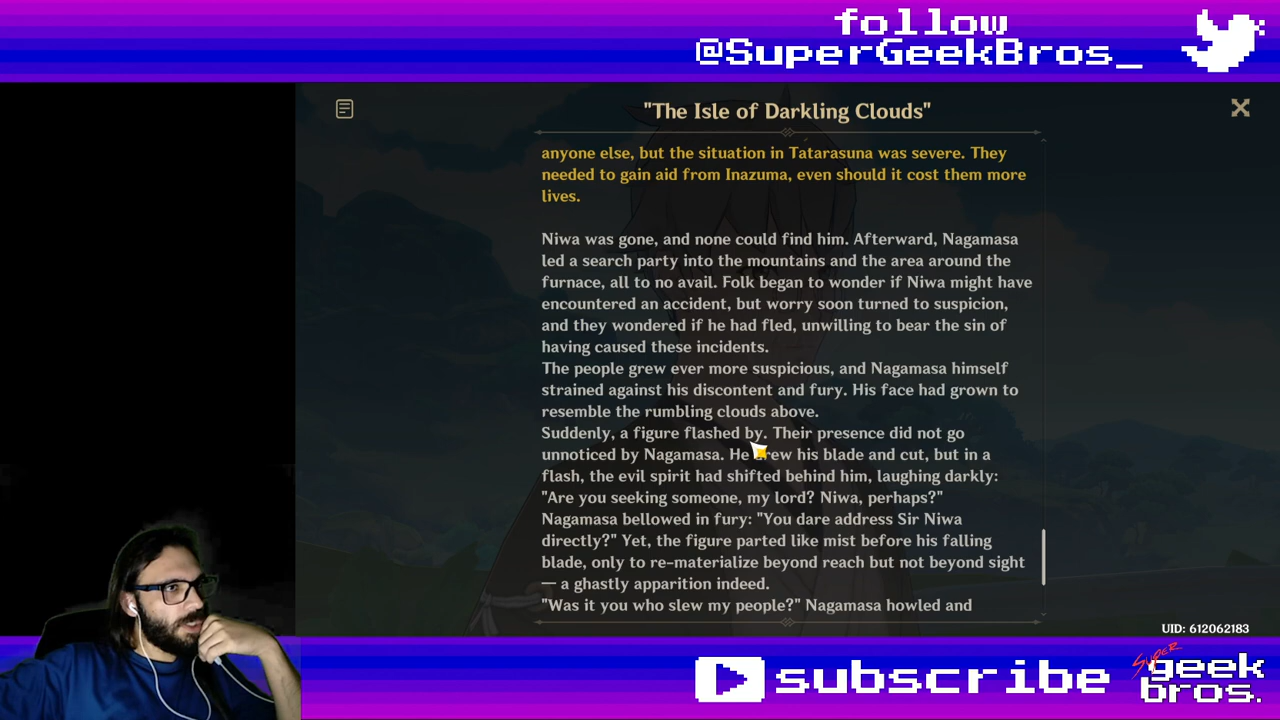 follow
@SuperGeekBros_
"The Isle of Darkling Clouds"
anyone else, but the situation in Tatarasuna was severe. They
needed to gain aid from Inazuma, even should it cost them more
lives.
Niwa was gone, and none could find him. Afterward, Nagamasa
led a search party into the mountains and the area around the
furnace, all to no avail. Folk began to wonder if Niwa might have
encountered an accident, but worry soon turned to suspicion,
and they wondered if he had fled, unwilling to bear the sin of
having caused these incidents.
The people grew ever more suspicious, and Nagamasa himself
strained against his discontent and fury. His face had grown to
resemble the rumbling clouds above.
Suddenly, a figure flashed by. Their presence did not go
unnoticed by Nagamasa. He drew his blade and cut, but in a
flash, the evil spirit had shifted behind him, laughing darkly:
"Are you seeking someone, my lord? Niwa, perhaps?"
Nagamasa bellowed in fury: "You dare address Sir Niwa
directly?" Yet, the figure parted like mist before his falling
blade, only to re-materialize beyond reach but not beyond sight
— a ghastly apparition indeed.
"Was it you who slew my people?" Nagamasa howled and
UID: 612062183
subscribe
SUPER
geek
bros.